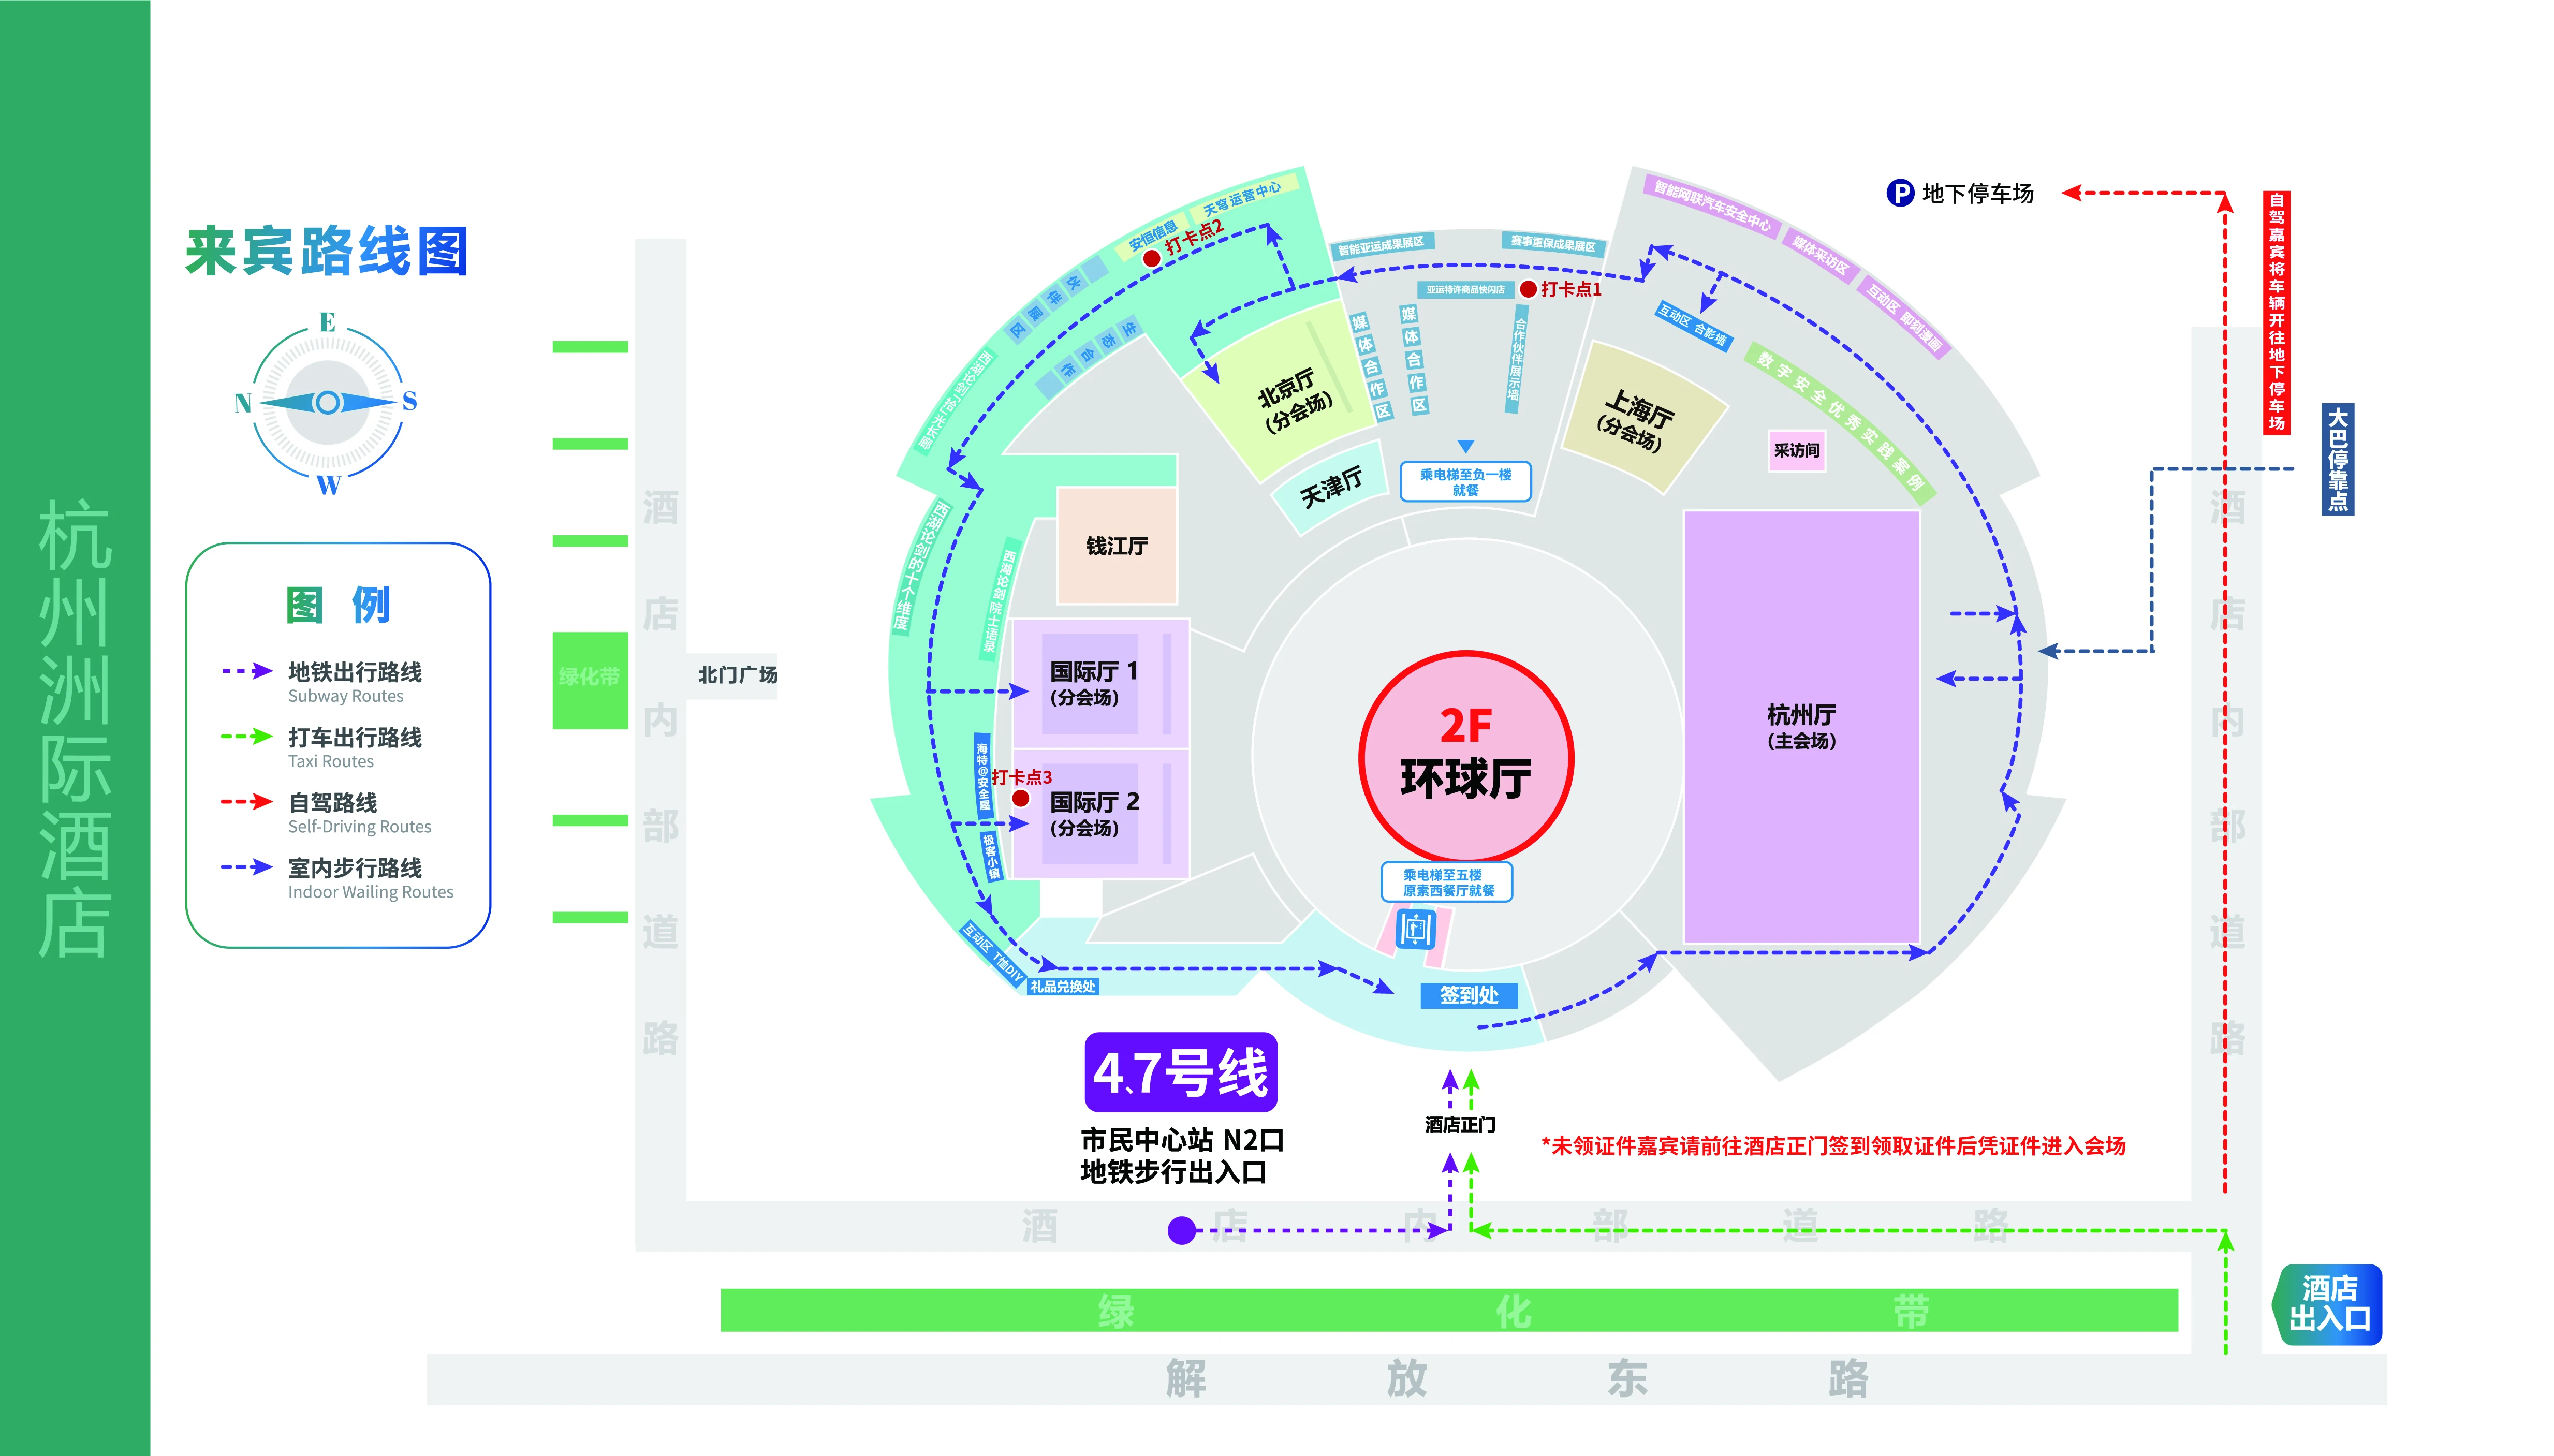 杭州洲际酒店
来宾路线图
E
N
S
W
图 例
地铁出行路线
Subway Routes
打车出行路线
Taxi Routes
自驾路线
Self-Driving Routes
室内步行路线
Indoor Wailing Routes
绿化带
酒店内部道路
北门广场
天穹运营中心
安恒信息
打卡点2
伙伴展区
生态合作
西湖论剑的十个维度
西湖论剑院士语录
海特@安全屋
打卡点3
极客小镇
互动区 T恤DIY
礼品兑换处
钱江厅
国际厅 1
(分会场)
国际厅 2
(分会场)
北京厅
(分会场)
天津厅
智能亚运成果展区
赛事重保成果展区
亚运特许商品快闪店
打卡点1
媒体合作区
媒体合作区
合作伙伴展示墙
乘电梯至负一楼
就餐
上海厅
(分会场)
智能网联汽车安全中心
媒体采访区
互动区 即刻漫画
互动区 合影墙
数字安全优秀实践案例
采访间
杭州厅
(主会场)
2F
环球厅
乘电梯至五楼
原素西餐厅就餐
签到处
P 地下停车场
自驾嘉宾将车辆开往地下停车场
大巴停靠点
酒店内部道路
4、7号线
市民中心站 N2口
地铁步行出入口
酒店正门
*未领证件嘉宾请前往酒店正门签到领取证件后凭证件进入会场
酒店内部道路
绿化带
酒店
出入口
解放东路